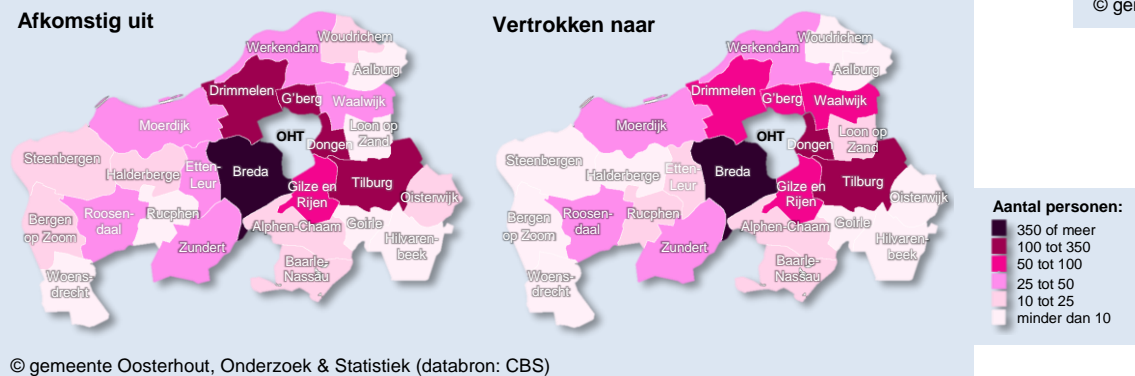 © ge
Afkomstig uit
Woudrichem
Werkendam
Aalburg
Drimmelen
G'berg
Waalwijk
Moerdijk
OHT
Loon op
Zand
Dongen
Steenbergen
Halderberge
Etten-
Leur
Breda
Gilze en
Rijen
Tilburg
Oisterwijk
Bergen
op Zoom
Roosen-
daal
Rucphen
Zundert
Alphen-Chaam
Goirle
Hilvaren-
beek
Baarle-
Nassau
Woens-
drecht
Vertrokken naar
Woudrichem
Werkendam
Aalburg
Drimmelen
G'berg
Waalwijk
Moerdijk
OHT
Loon op
Zand
Dongen
Steenbergen
Halderberge
Etten-
Leur
Breda
Gilze en
Rijen
Tilburg
Oisterwijk
Bergen
op Zoom
Roosen-
daal
Rucphen
Zundert
Alphen-Chaam
Goirle
Hilvaren-
beek
Baarle-
Nassau
Woens-
drecht
Aantal personen:
350 of meer
100 tot 350
50 tot 100
25 tot 50
10 tot 25
minder dan 10
© gemeente Oosterhout, Onderzoek & Statistiek (databron: CBS)